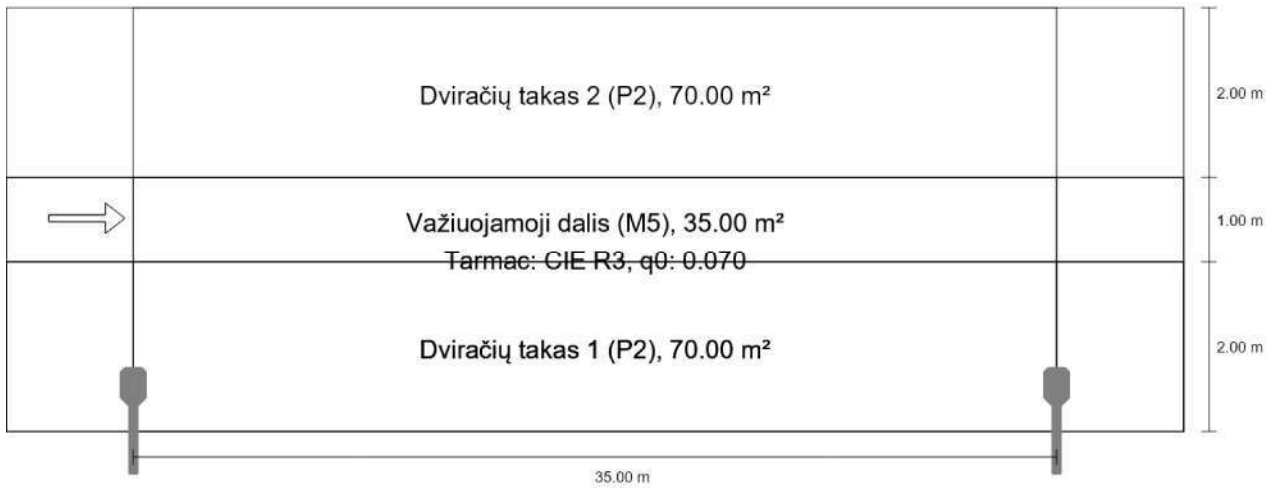 Dviračių takas 2 (P2), 70.00 m²
2.00 m
Važiuojamoji dalis (M5), 35.00 m²
1.00 m
Tarmac: CIE R3, q0: 0.070
Dviračių takas 1 (P2), 70.00 m²
2.00 m
35.00 m